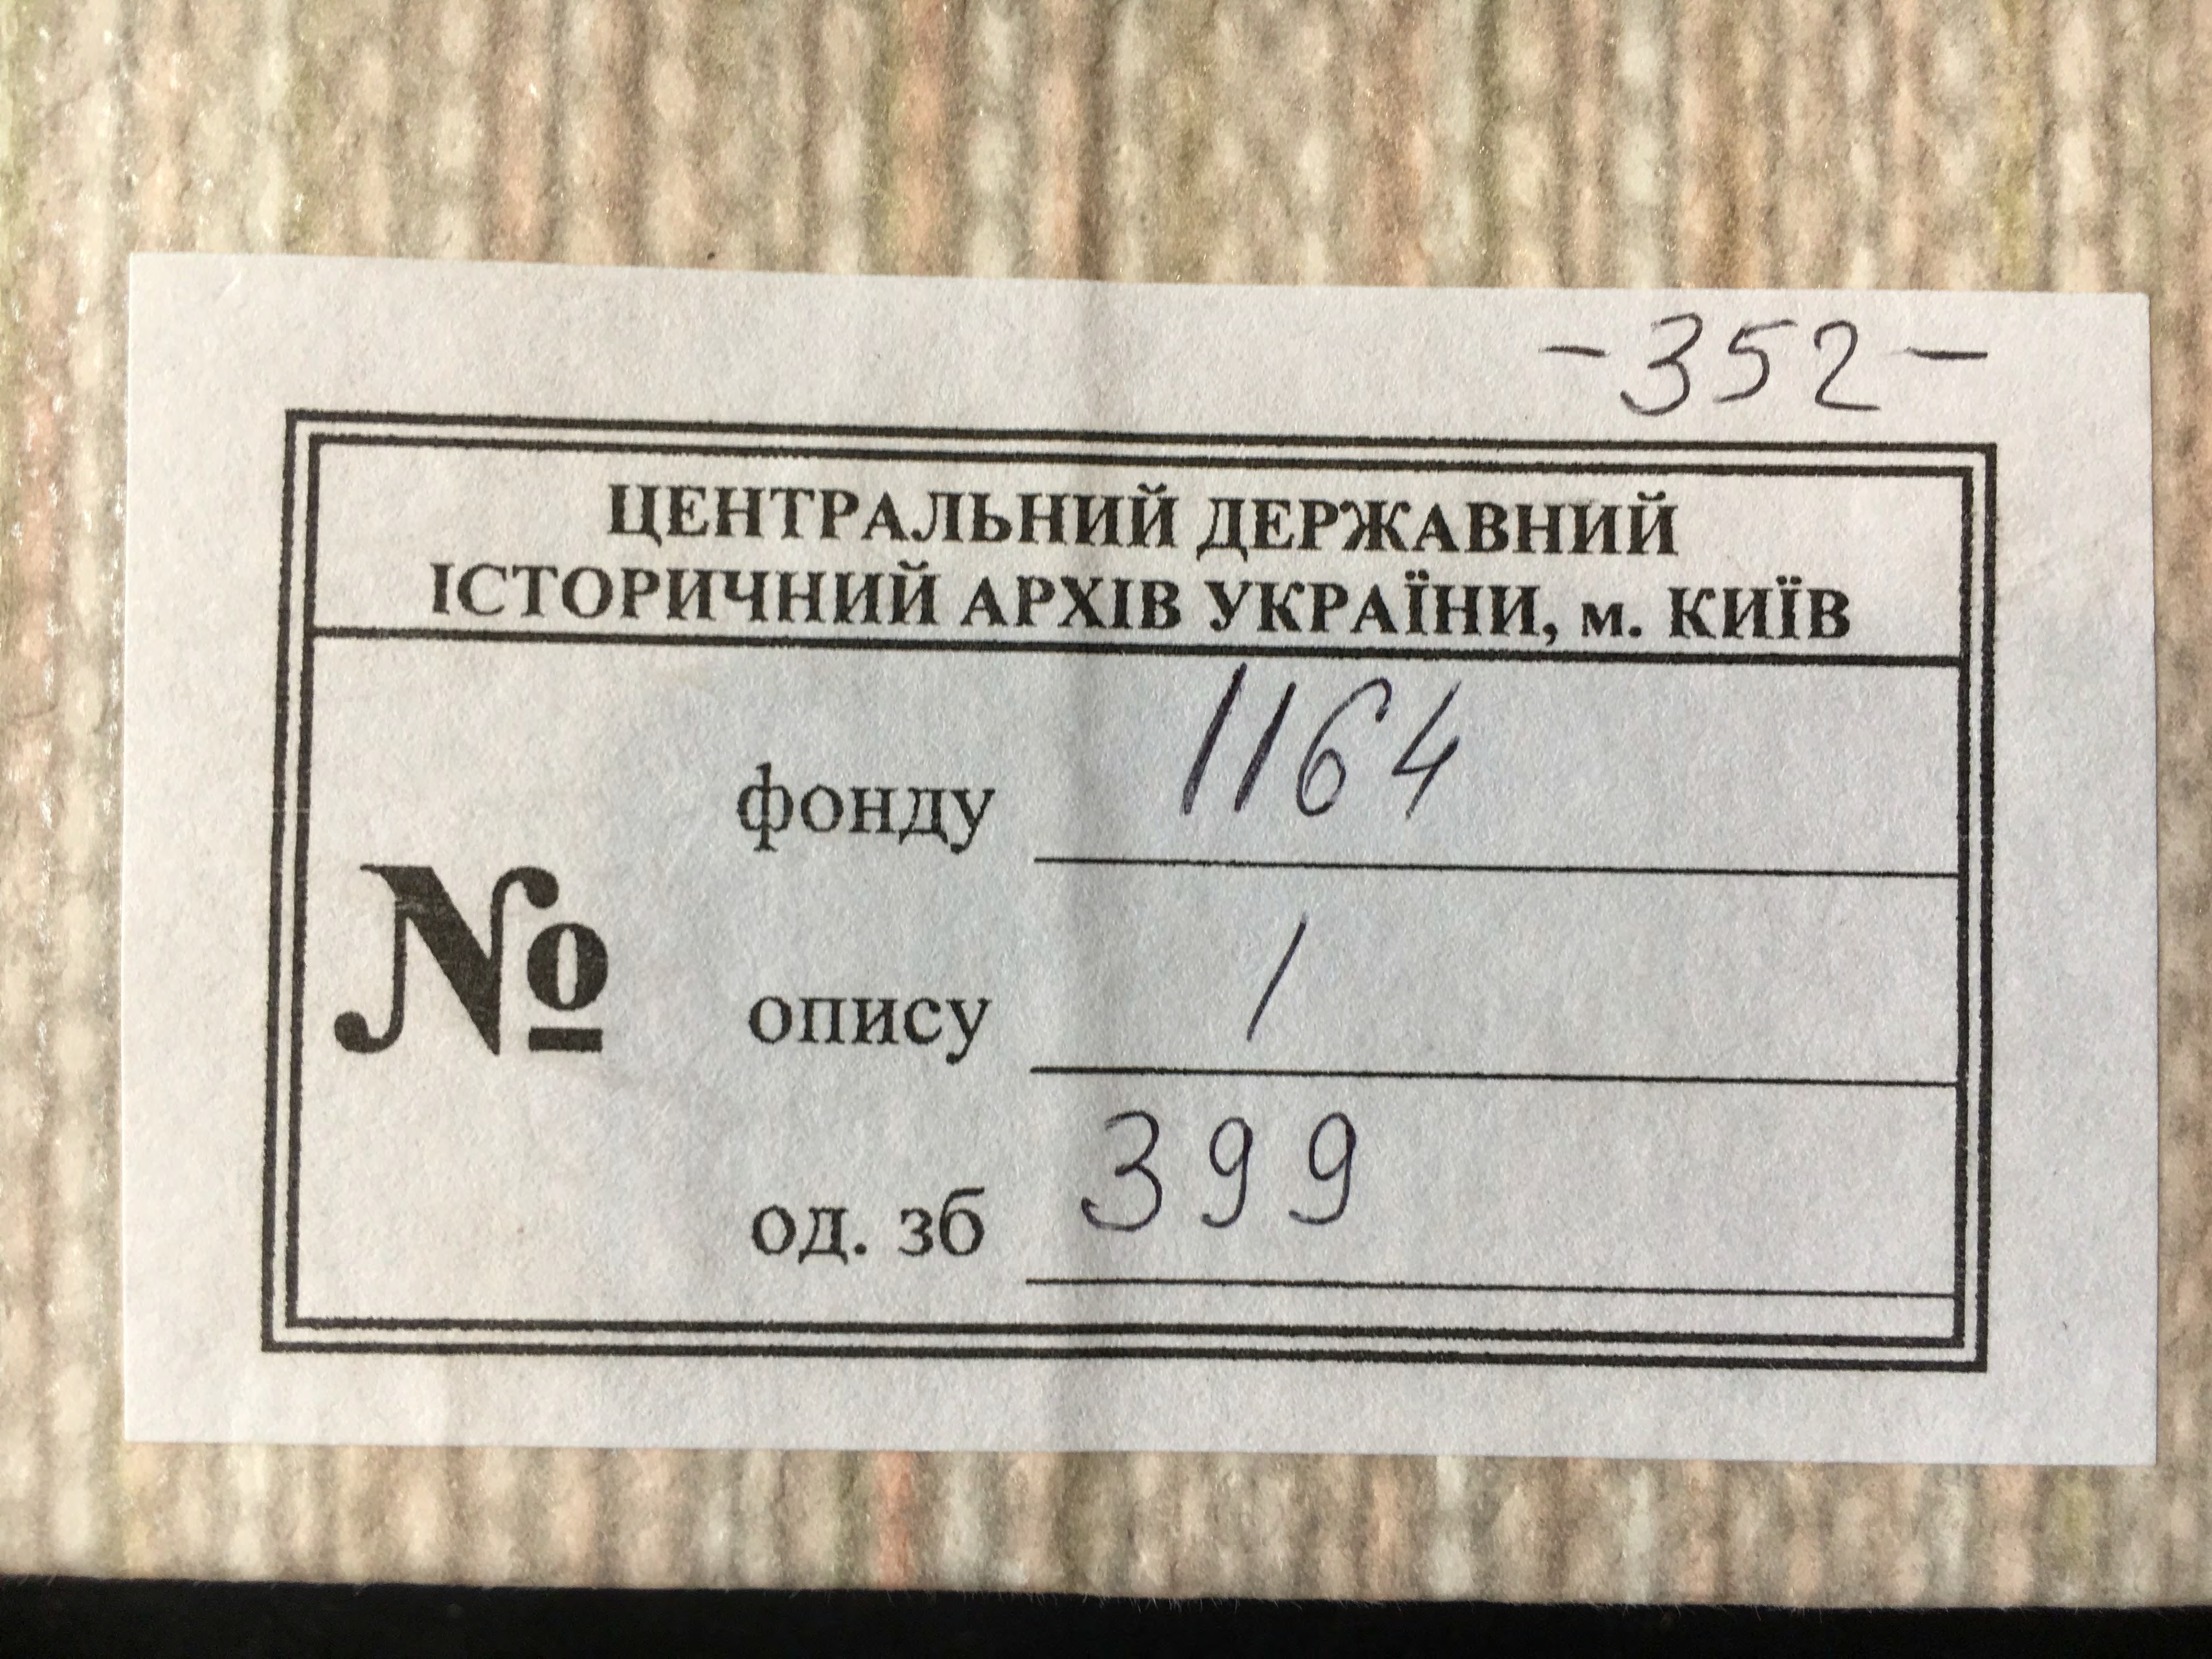 -352-
ЦЕНТРАЛЬНИЙ ДЕРЖАВНИЙ
ІСТОРИЧНИЙ АРХІВ УКРАЇНИ, м. КИЇВ
№
фонду 1164
опису 1
од. зб 399